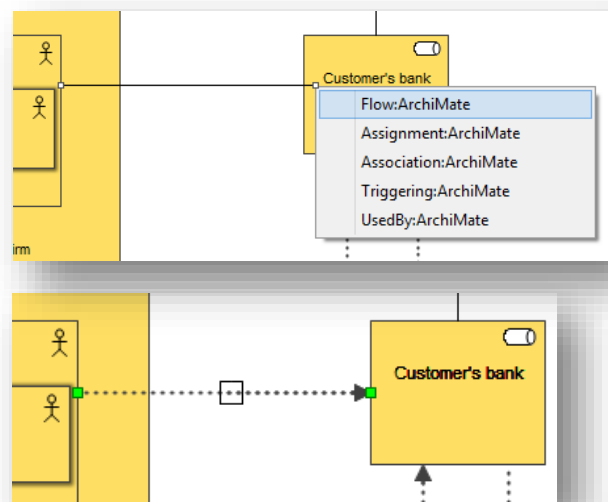 Customer's bank
Flow:ArchiMate
Assignment:ArchiMate
Association:ArchiMate
Triggering:ArchiMate
UsedBy:ArchiMate
irm
Customer's bank